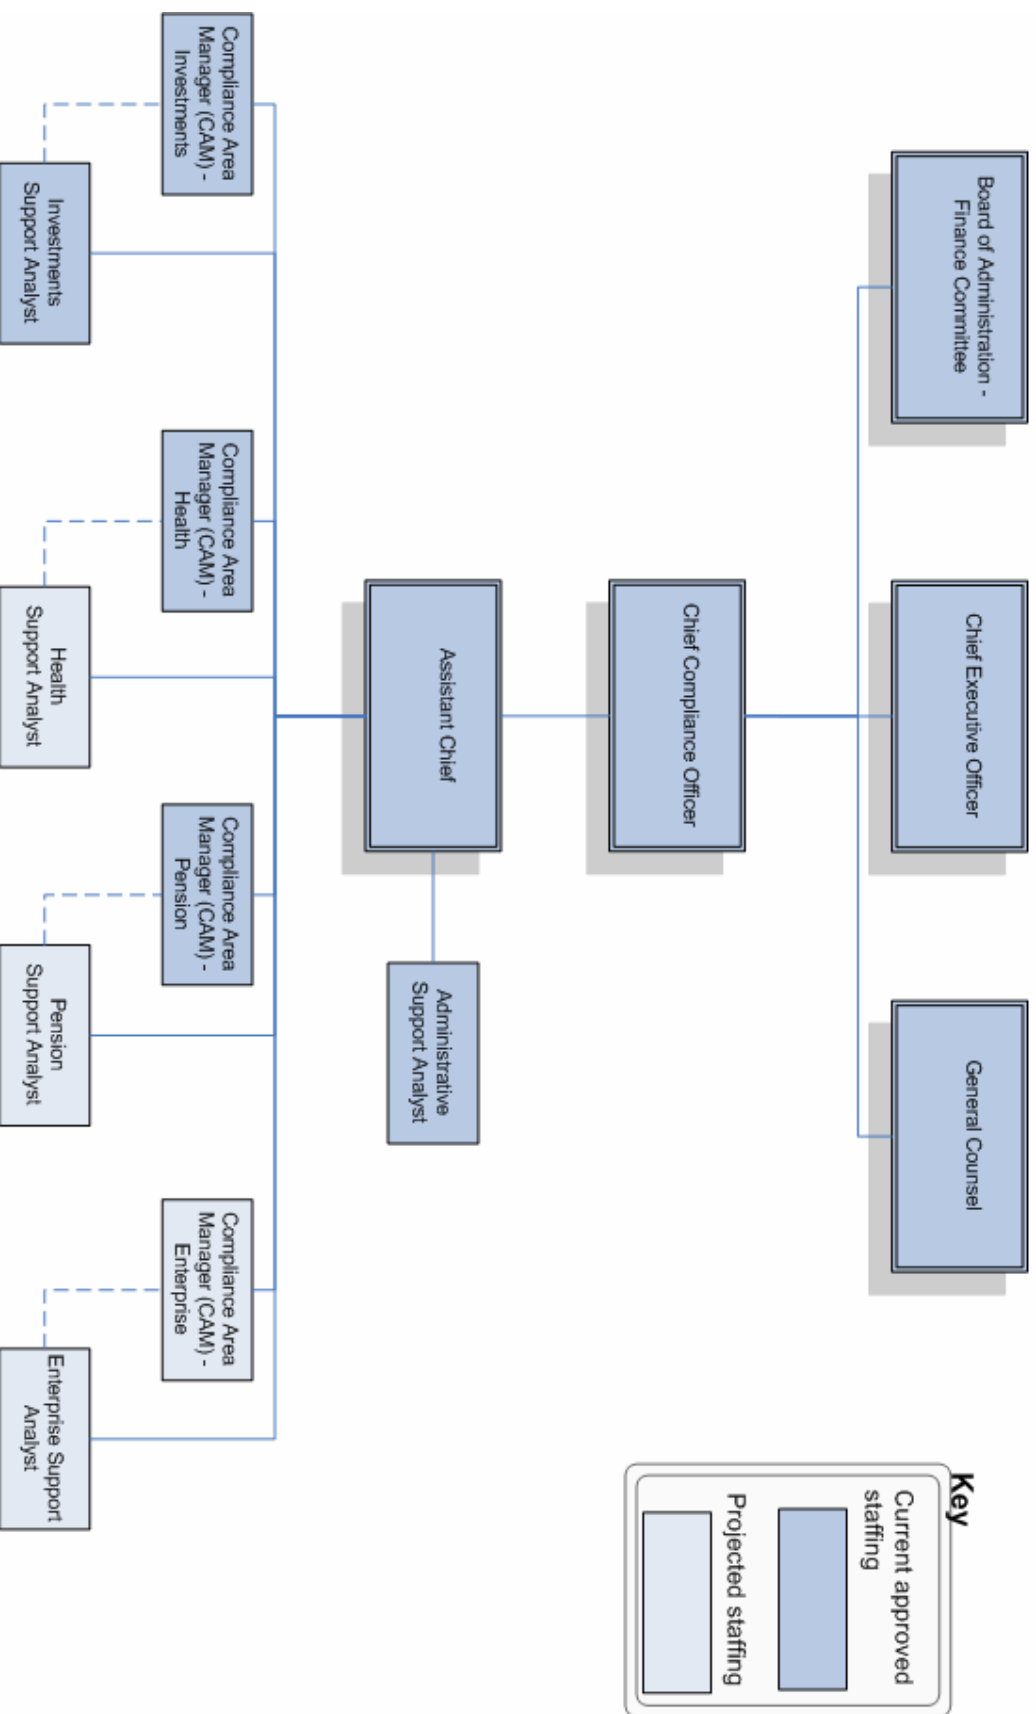 Board of Administration -
Finance Committee
Chief Executive Officer
General Counsel
Key
Current approved
staffing
Projected staffing
Chief Compliance Officer
Assistant Chief
Administrative
Support Analyst
Compliance Area
Manager (CAM) -
Investments
Compliance Area
Manager (CAM) -
Health
Compliance Area
Manager (CAM) -
Pension
Compliance Area
Manager (CAM) -
Enterprise
Investments
Support Analyst
Health
Support Analyst
Pension
Support Analyst
Enterprise Support
Analyst